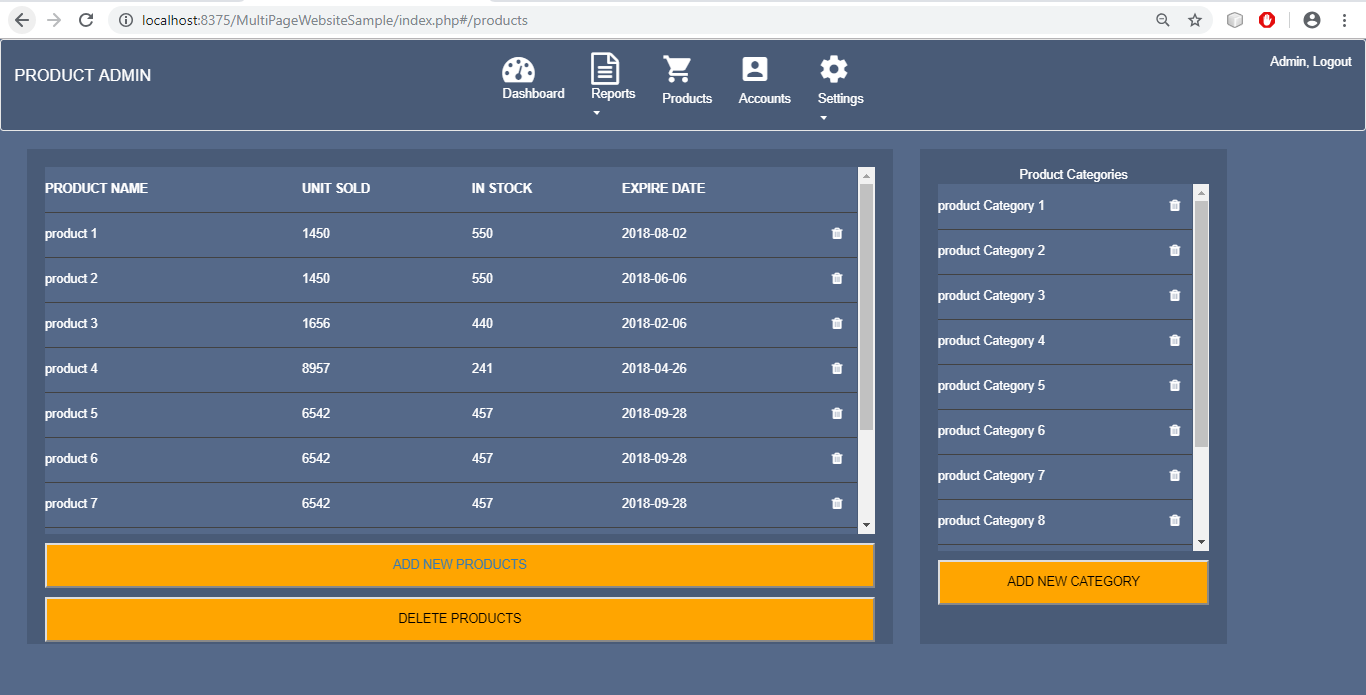 localhost:8375/MultiPageWebsiteSample/index.php#/products
PRODUCT ADMIN
Dashboard Reports Products Accounts Settings
Admin, Logout
PRODUCT NAME UNIT SOLD IN STOCK EXPIRE DATE
product 1 1450 550 2018-08-02
product 2 1450 550 2018-06-06
product 3 1656 440 2018-02-06
product 4 8957 241 2018-04-26
product 5 6542 457 2018-09-28
product 6 6542 457 2018-09-28
product 7 6542 457 2018-09-28
ADD NEW PRODUCTS
DELETE PRODUCTS
Product Categories
product Category 1
product Category 2
product Category 3
product Category 4
product Category 5
product Category 6
product Category 7
product Category 8
ADD NEW CATEGORY